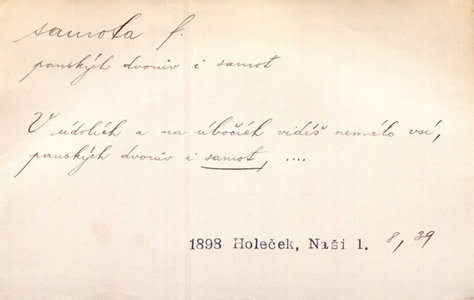 samota f.
panských dvorův i samot
V údolích a na úbočích vidíš nemálo vsí,
panských dvorův i samot, ....
1898 Holeček, Naši 1. 8, 39